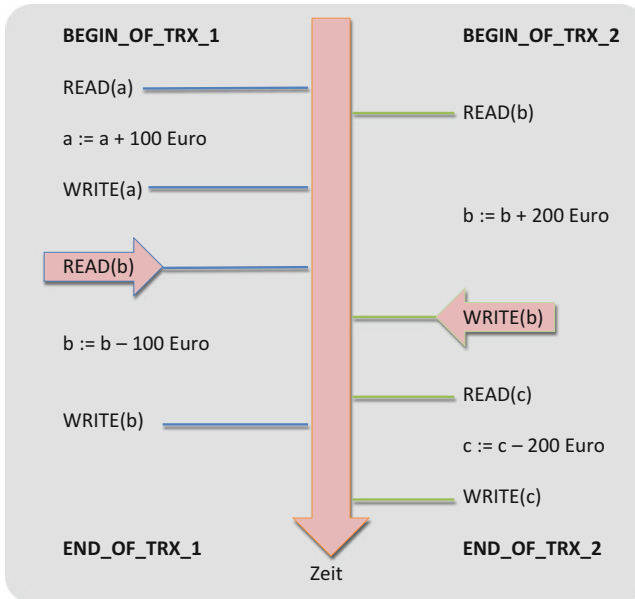 BEGIN_OF_TRX_1
READ(a)
a := a + 100 Euro
WRITE(a)
READ(b)
b := b – 100 Euro
WRITE(b)
END_OF_TRX_1
BEGIN_OF_TRX_2
READ(b)
b := b + 200 Euro
WRITE(b)
READ(c)
c := c – 200 Euro
WRITE(c)
END_OF_TRX_2
Zeit